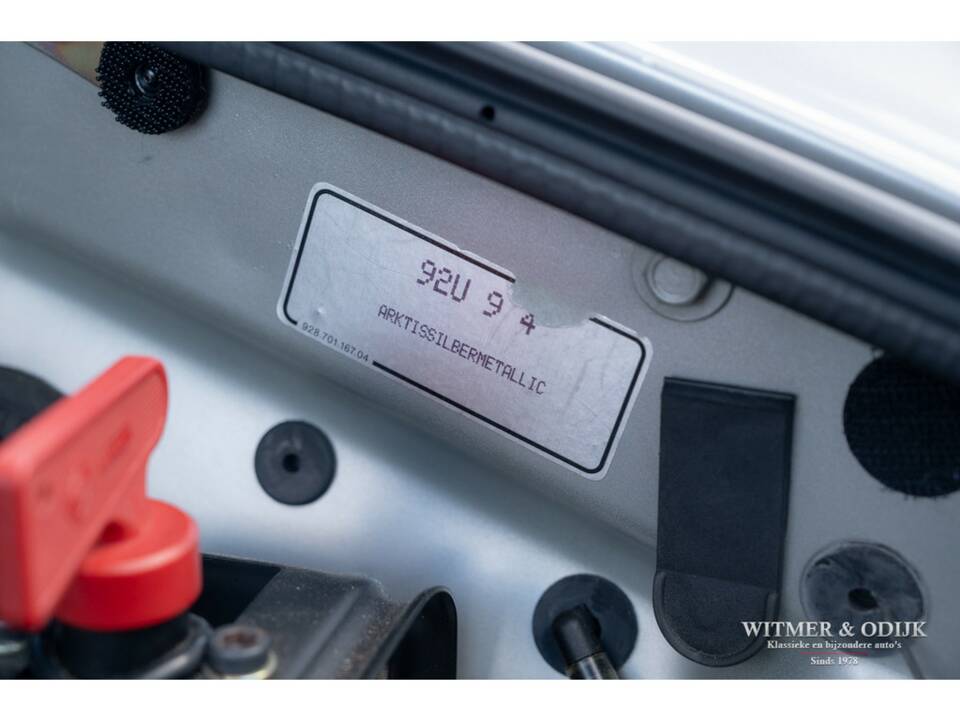 92U 9 4
ARKTISSILBERMETALLIC
928.701.167.04
WITMER & ODIJK
Klassieke en bijzondere auto's
Sinds 1978